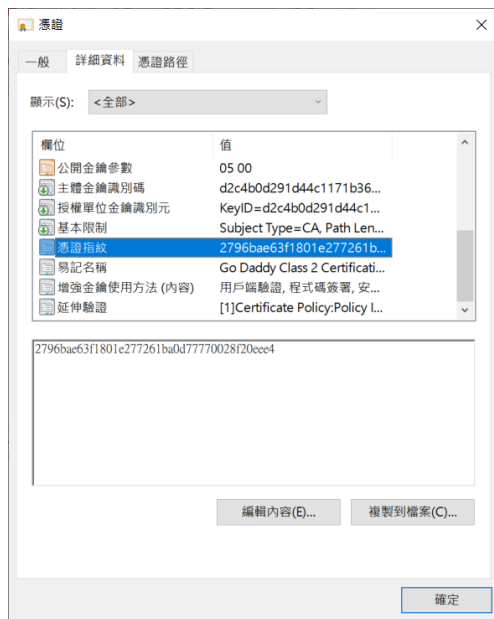 憑證
一般 詳細資料 憑證路徑
顯示(S): <全部>
欄位 值
公開金鑰參數 05 00
主體金鑰識別碼 d2c4b0d291d44c1171b36...
授權單位金鑰識別元 KeyID=d2c4b0d291d44c1...
基本限制 Subject Type=CA, Path Len...
憑證指紋 2796bae63f1801e277261b...
易記名稱 Go Daddy Class 2 Certificati...
增強金鑰使用方法 (內容) 用戶端驗證, 程式碼簽署, 安...
延伸驗證 [1]Certificate Policy:Policy I...
2796bae63f1801e277261ba0d77770028f20eee4
編輯內容(E)... 複製到檔案(C)...
確定